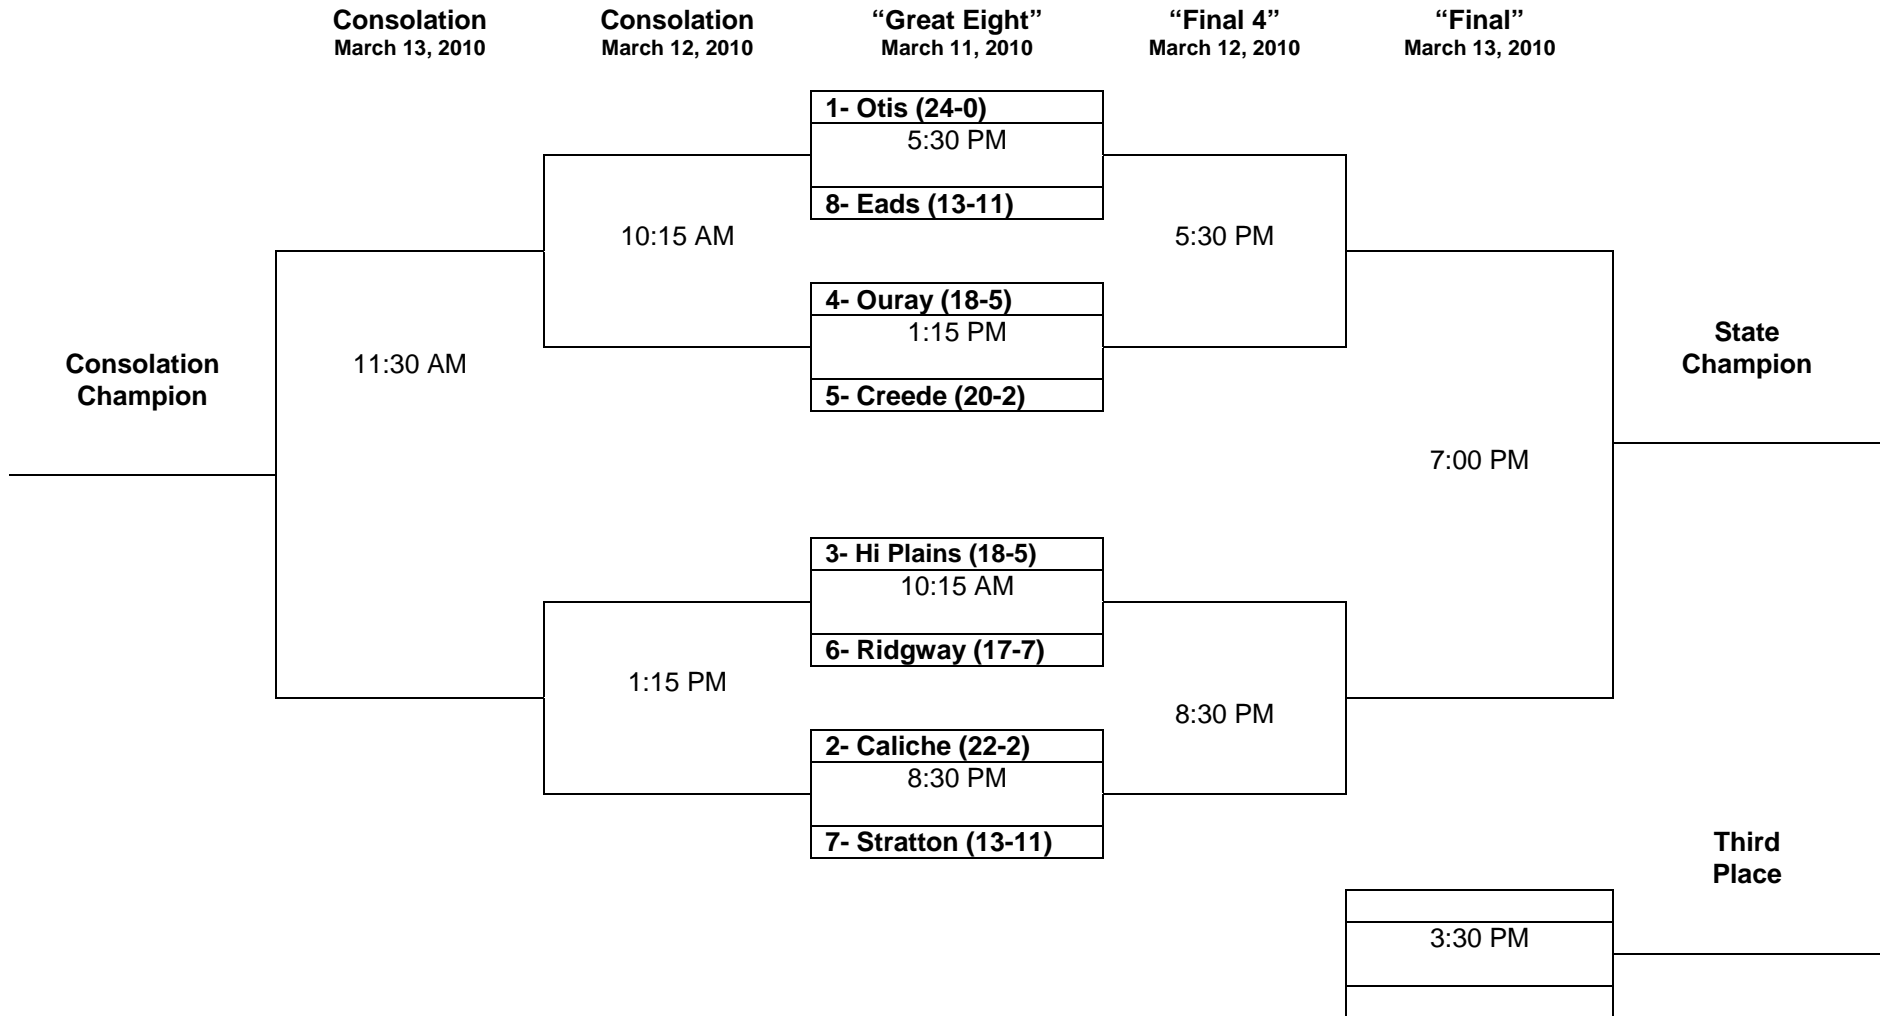 Consolation
March 13, 2010
Consolation
March 12, 2010
“Great Eight”
March 11, 2010
“Final 4”
March 12, 2010
“Final”
March 13, 2010
1- Otis (24-0)
5:30 PM
8- Eads (13-11)
10:15 AM
5:30 PM
4- Ouray (18-5)
1:15 PM
5- Creede (20-2)
State
Champion
Consolation
Champion
11:30 AM
7:00 PM
3- Hi Plains (18-5)
10:15 AM
6- Ridgway (17-7)
1:15 PM
8:30 PM
2- Caliche (22-2)
8:30 PM
7- Stratton (13-11)
Third
Place
3:30 PM